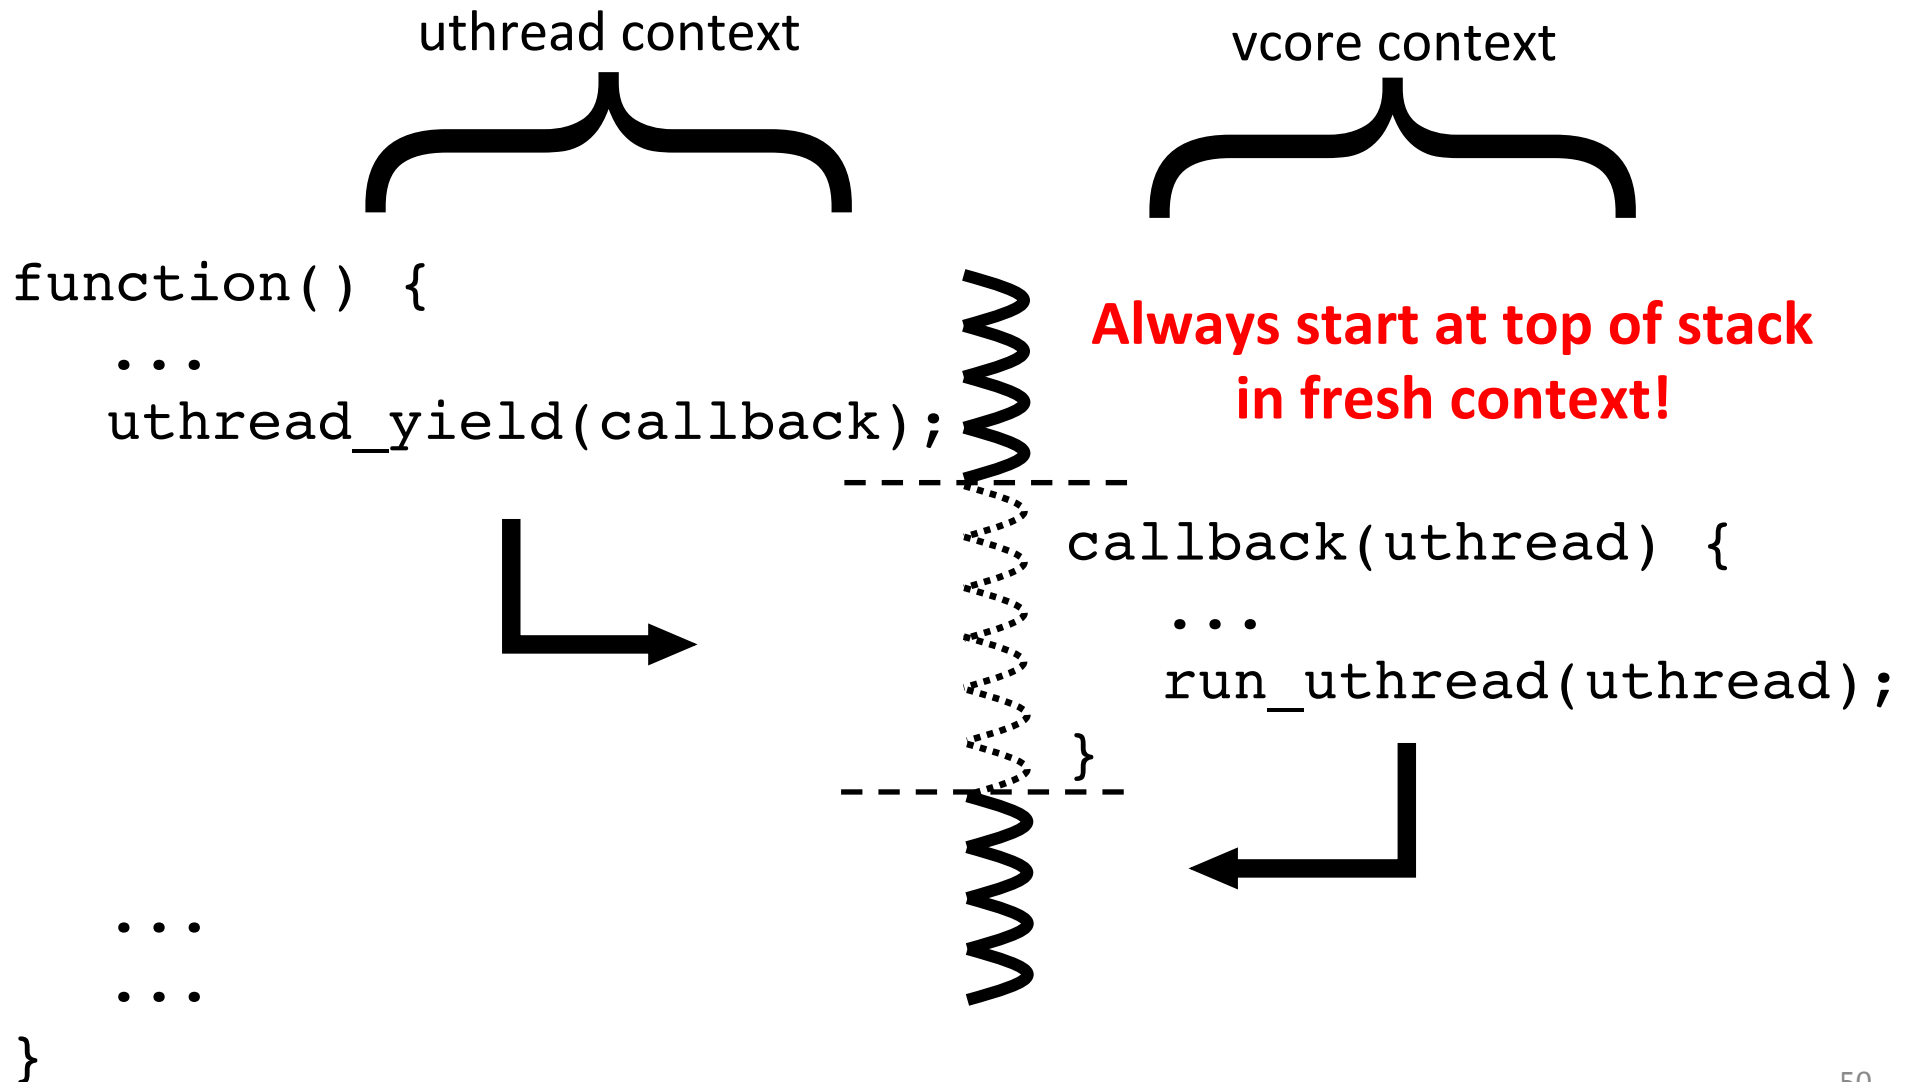 uthread context
vcore context
function() {
...
uthread_yield(callback);
Always start at top of stack
in fresh context!
callback(uthread) {
...
run_uthread(uthread);
}
...
...
}
50